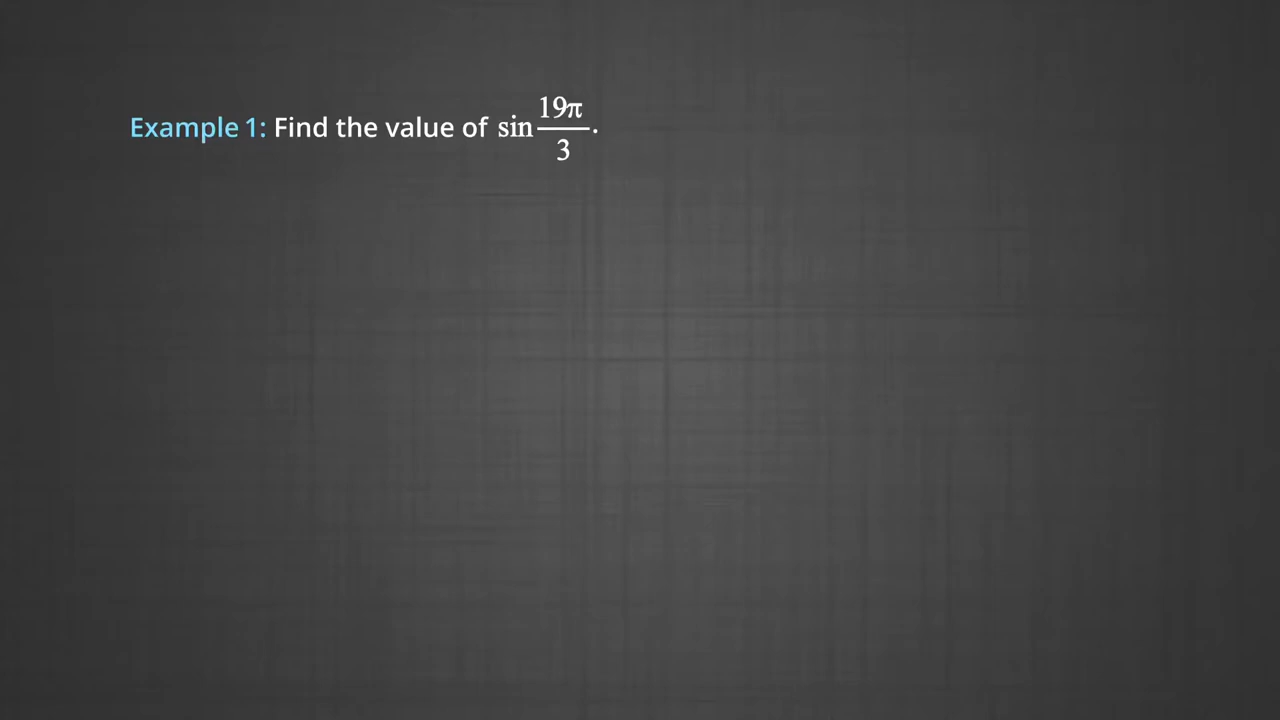 Example 1: Find the value of sin 19π/3.